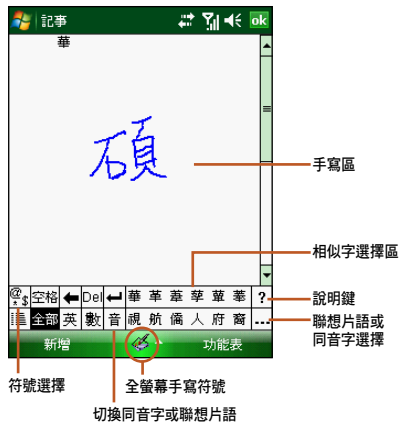 記事 ok
華
碩
手寫區
相似字選擇區
@ * $ 空格 Del 華 革 葦 孳 葷 菶 ?
說明鍵
全部 英 數 音 視 航 僑 人 府 裔 ...
聯想片語或
同音字選擇
新增 功能表
符號選擇
全螢幕手寫符號
切換同音字或聯想片語